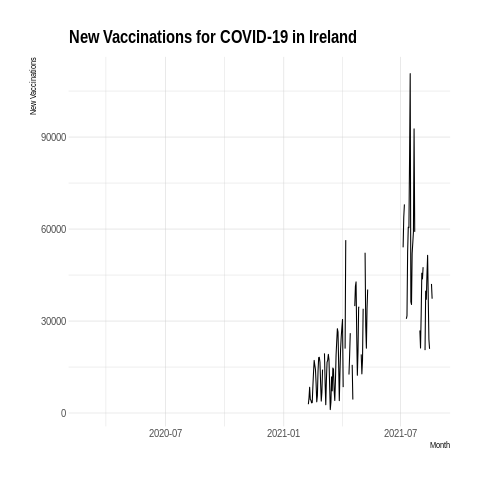 New Vaccinations for COVID-19 in Ireland
New Vaccinations
90000
60000
30000
0
2020-07
2021-01
2021-07
Month